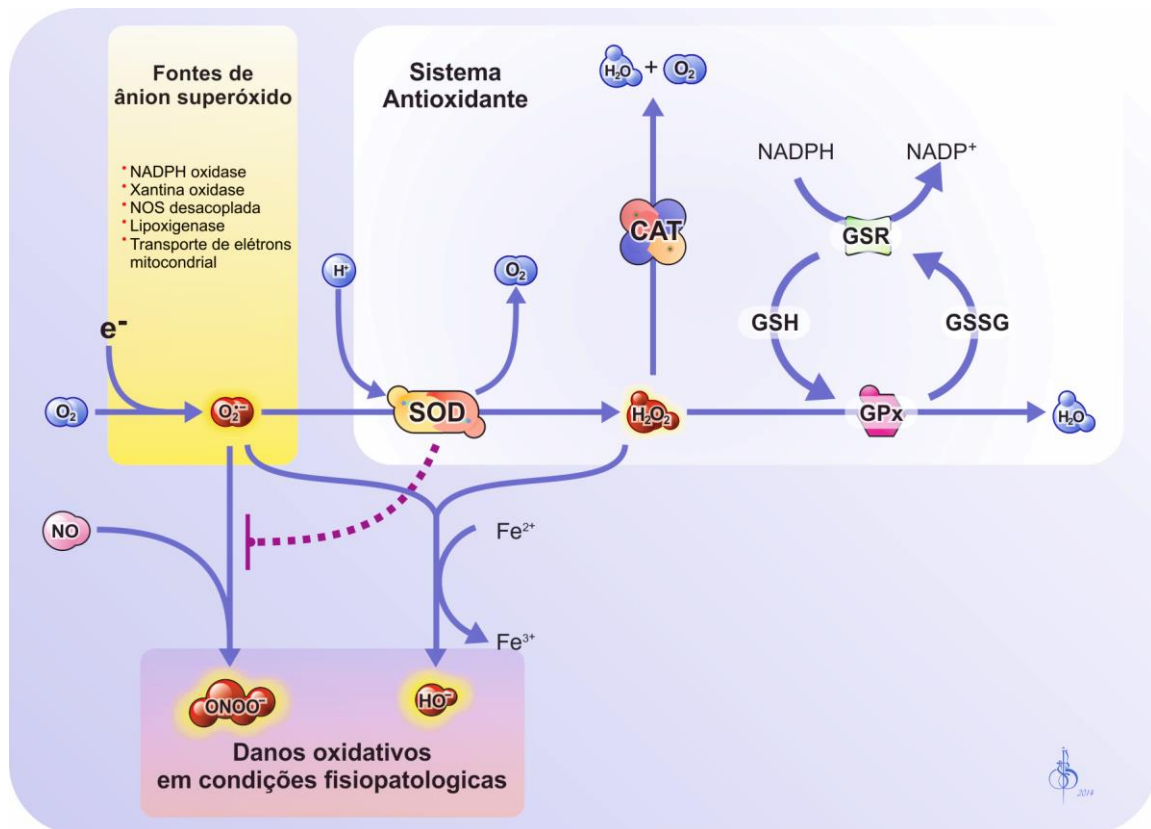 Fontes de
ânion superóxido
• NADPH oxidase
• Xantina oxidase
• NOS desacoplada
• Lipoxigenase
• Transporte de elétrons
mitocondrial
Sistema
Antioxidante
H₂O + O₂
NADPH
NADP⁺
CAT
GSR
H⁺
O₂
GSH
GSSG
e⁻
O₂
O₂•⁻
SOD
H₂O₂
GPx
H₂O
NO
Fe²⁺
Fe³⁺
ONOO⁻
HO⁻
Danos oxidativos
em condições fisiopatologicas
2014